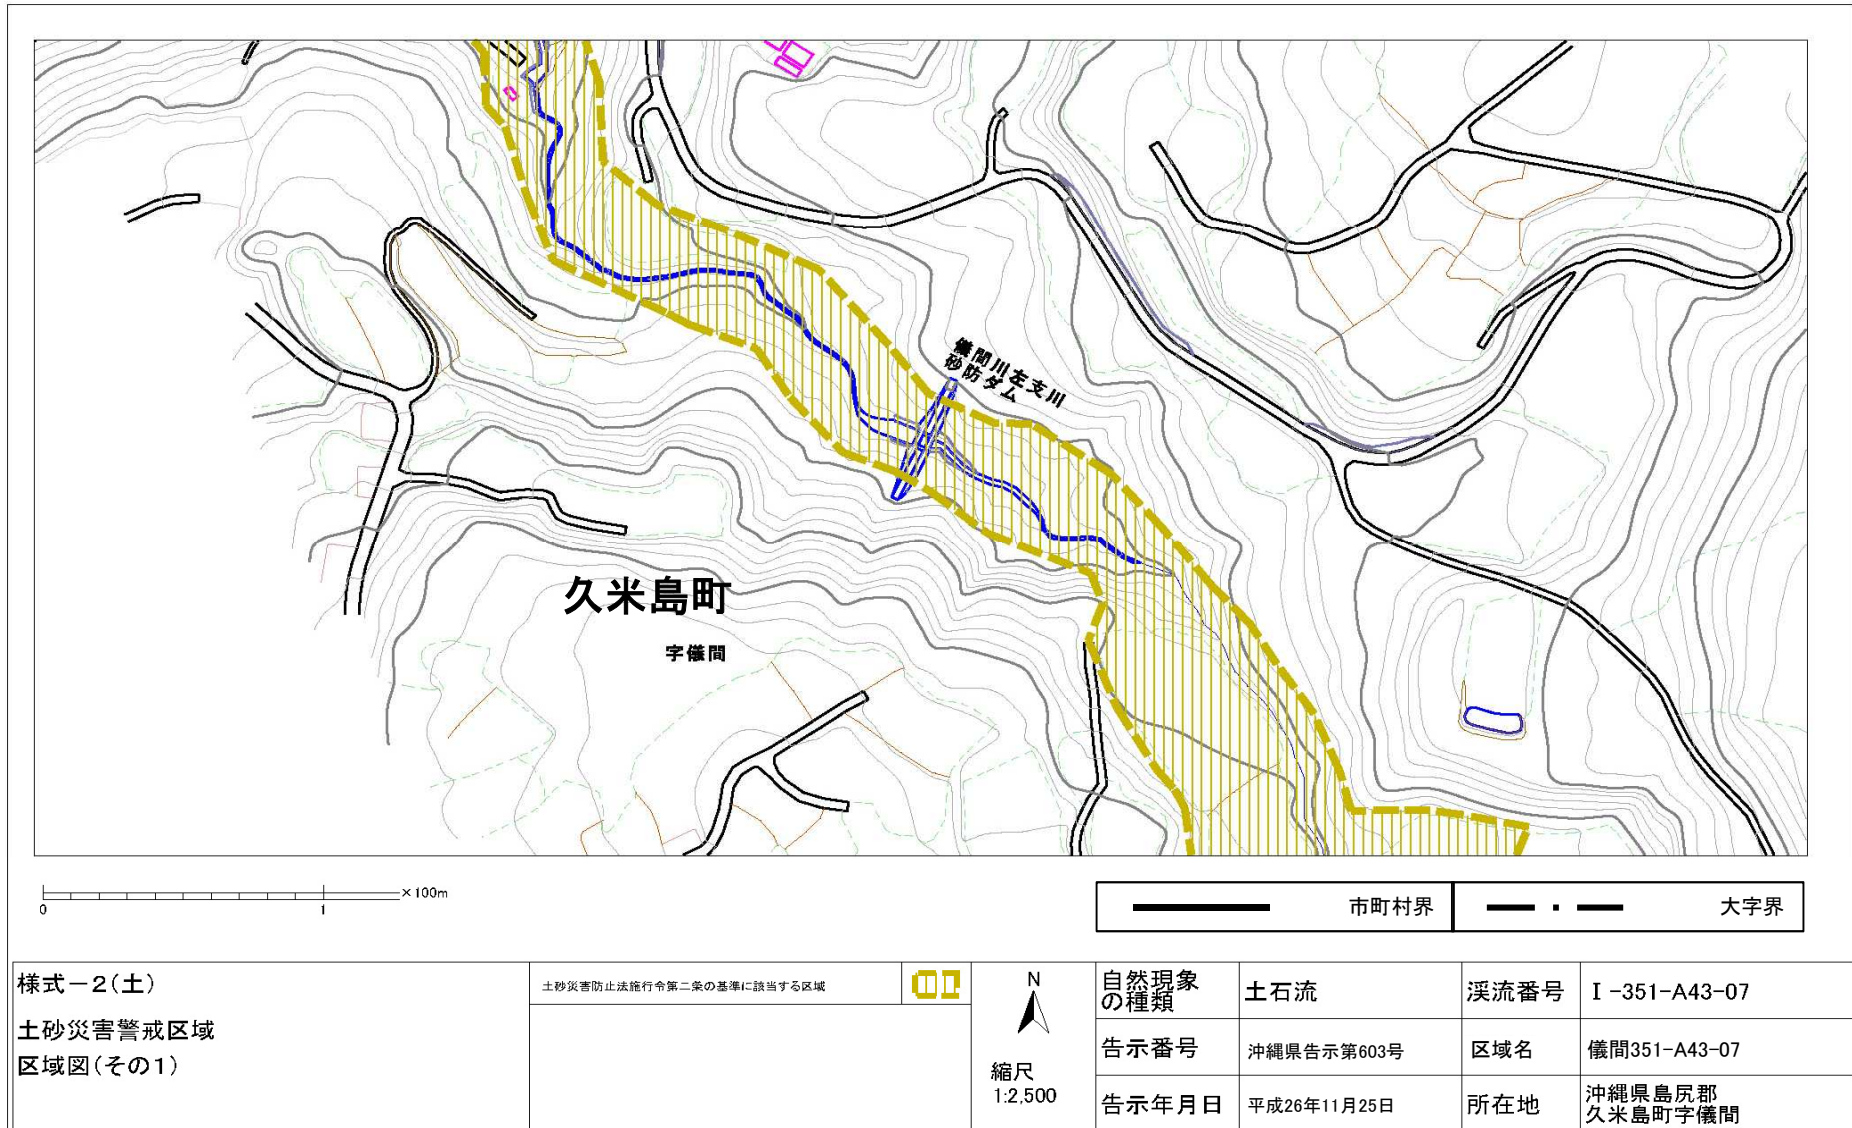 儀間川左支川
砂防ダム
久米島町
字儀間
0
1
×100m
市町村界
大字界
様式－2(土)
土砂災害警戒区域
区域図(その1)
土砂災害防止法施行令第二条の基準に該当する区域
N
縮尺
1:2,500
自然現象
の種類
土石流
渓流番号
Ⅰ-351-A43-07
告示番号
沖縄県告示第603号
区域名
儀間351-A43-07
告示年月日
平成26年11月25日
所在地
沖縄県島尻郡
久米島町字儀間